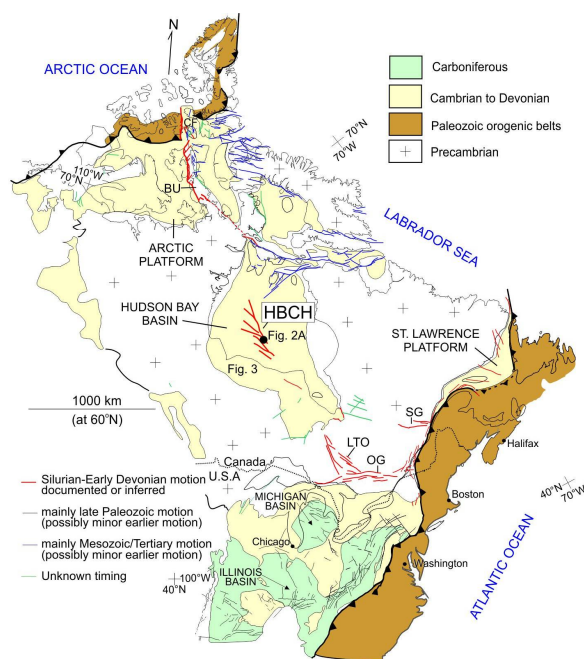 N
ARCTIC OCEAN
Carboniferous
Cambrian to Devonian
Paleozoic orogenic belts
Precambrian
CF
70°N
70°W
110°W
70°N
BU
ARCTIC
PLATFORM
LABRADOR SEA
HUDSON BAY
BASIN
HBCH
Fig. 2A
Fig. 3
ST. LAWRENCE
PLATFORM
1000 km
(at 60°N)
SG
LTO
OG
Halifax
Canada
U.S.A
Silurian-Early Devonian motion
documented or inferred
mainly late Paleozoic motion
(possibly minor earlier motion)
mainly Mesozoic/Tertiary motion
(possibly minor earlier motion)
Unknown timing
MICHIGAN
BASIN
Boston
40°N
70°W
Chicago
ILLINOIS
BASIN
Washington
100°W
40°N
ATLANTIC OCEAN